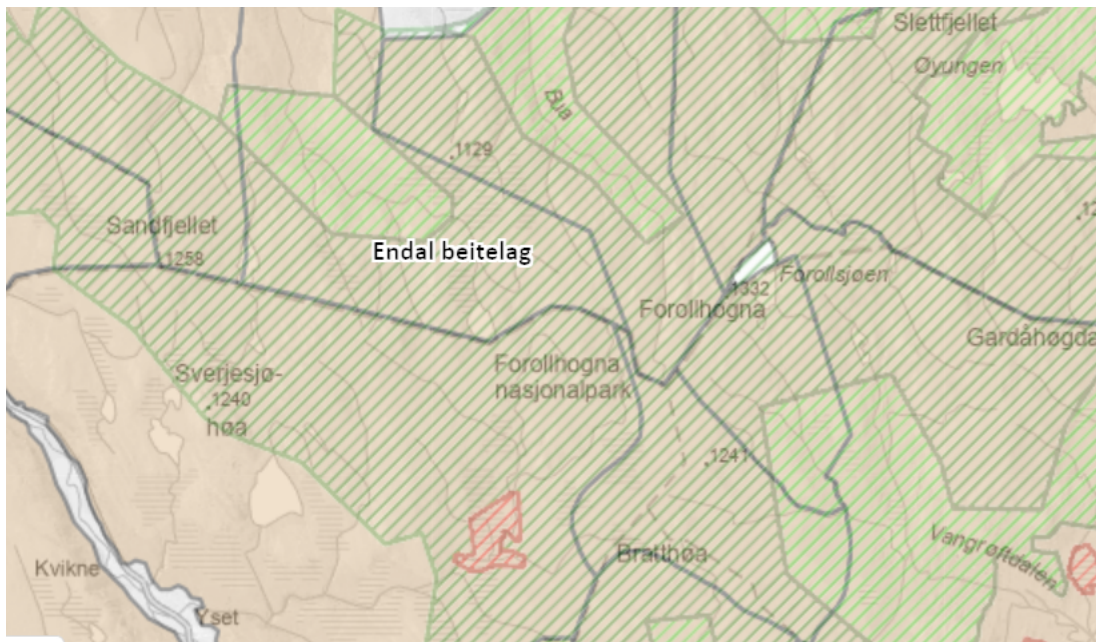 Slettfjellet
Øyungen
Bua
1129
Sandfjellet
1258
Endal beitelag
Forollsjøen
1332
Forollhogna
Gardåhøgda
Forollhogna
nasjonalpark
Sverjesjø-
1240
høa
1241
Vangrøftdalen
Bratthøa
Kvikne
Yset